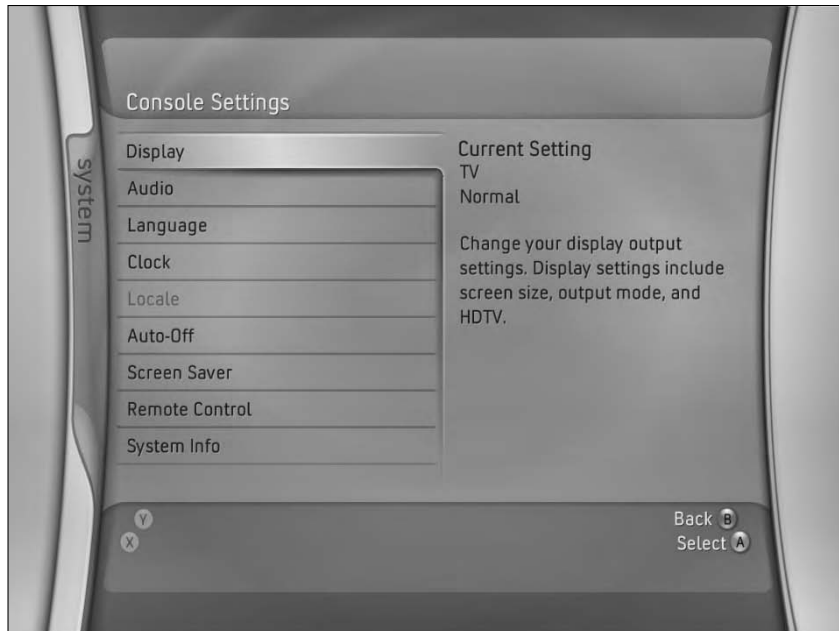 Console Settings
system
Display
Audio
Language
Clock
Locale
Auto-Off
Screen Saver
Remote Control
System Info
Current Setting
TV
Normal
Change your display output
settings. Display settings include
screen size, output mode, and
HDTV.
Y
X
Back B
Select A